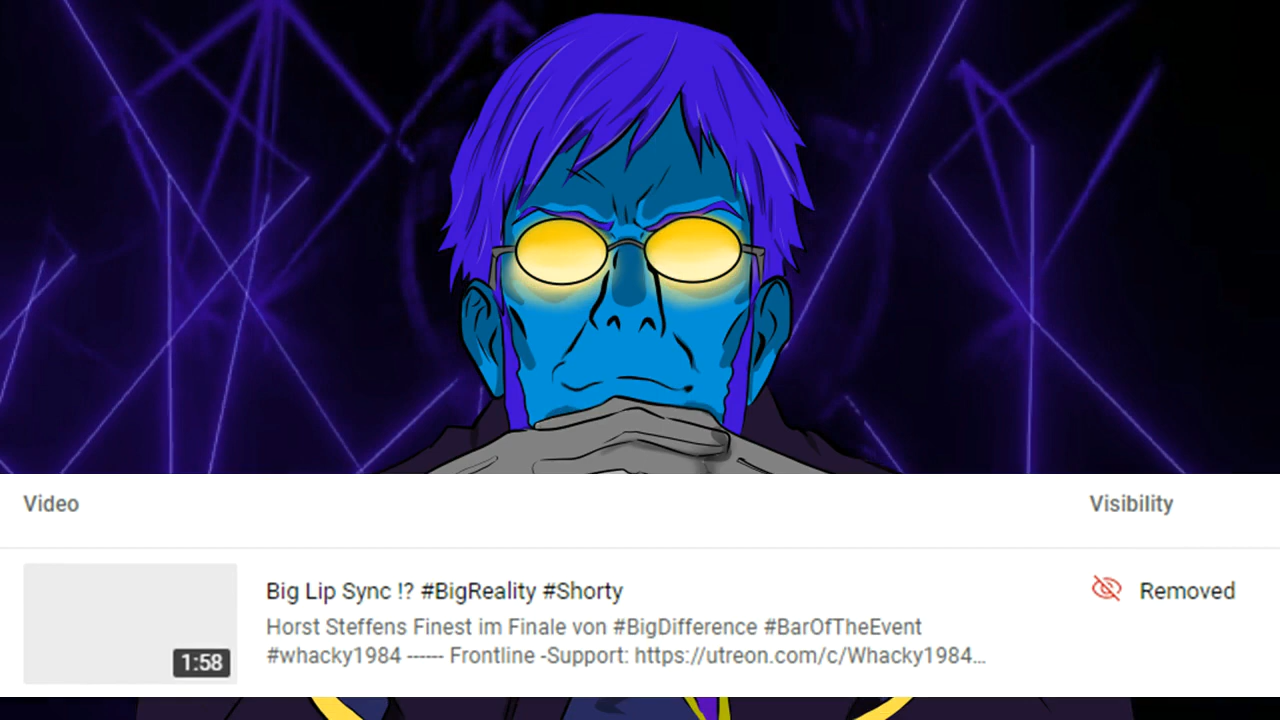 Video Visibility
Big Lip Sync !? #BigReality #Shorty Removed
Horst Steffens Finest im Finale von #BigDifference #BarOfTheEvent
#whacky1984 ------ Frontline -Support: https://utreon.com/c/Whacky1984...
1:58